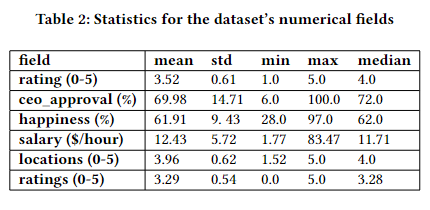 Table 2: Statistics for the dataset's numerical fields
field mean std min max median
rating (0-5) 3.52 0.61 1.0 5.0 4.0
ceo_approval (%) 69.98 14.71 6.0 100.0 72.0
happiness (%) 61.91 9. 43 28.0 97.0 62.0
salary ($/hour) 12.43 5.72 1.77 83.47 11.71
locations (0-5) 3.96 0.62 1.52 5.0 4.0
ratings (0-5) 3.29 0.54 0.0 5.0 3.28